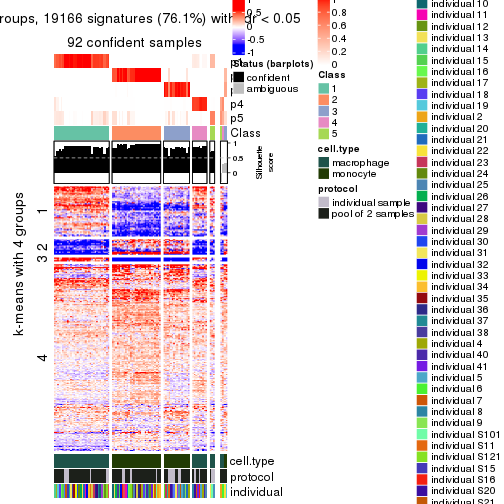 roups, 19166 signatures (76.1%) with fdr < 0.05
92 confident samples
k-means with 4 groups
1
2
3
4
p4
p5
Class
1
0.5
0
Silhouette
score
cell.type
protocol
individual
1
0.5
0
-0.5
-1
Status (barplots)
confident
ambiguous
0.8
0.6
0.4
0.2
0
Class
1
2
3
4
5
cell.type
macrophage
monocyte
protocol
individual sample
pool of 2 samples
individual 10
individual 11
individual 12
individual 13
individual 14
individual 15
individual 16
individual 17
individual 18
individual 19
individual 2
individual 20
individual 21
individual 22
individual 23
individual 24
individual 25
individual 26
individual 27
individual 28
individual 29
individual 30
individual 31
individual 32
individual 33
individual 34
individual 35
individual 36
individual 37
individual 38
individual 4
individual 40
individual 41
individual 5
individual 6
individual 7
individual 8
individual 9
individual S101
individual S11
individual S121
individual S15
individual S16
individual S20
individual S21